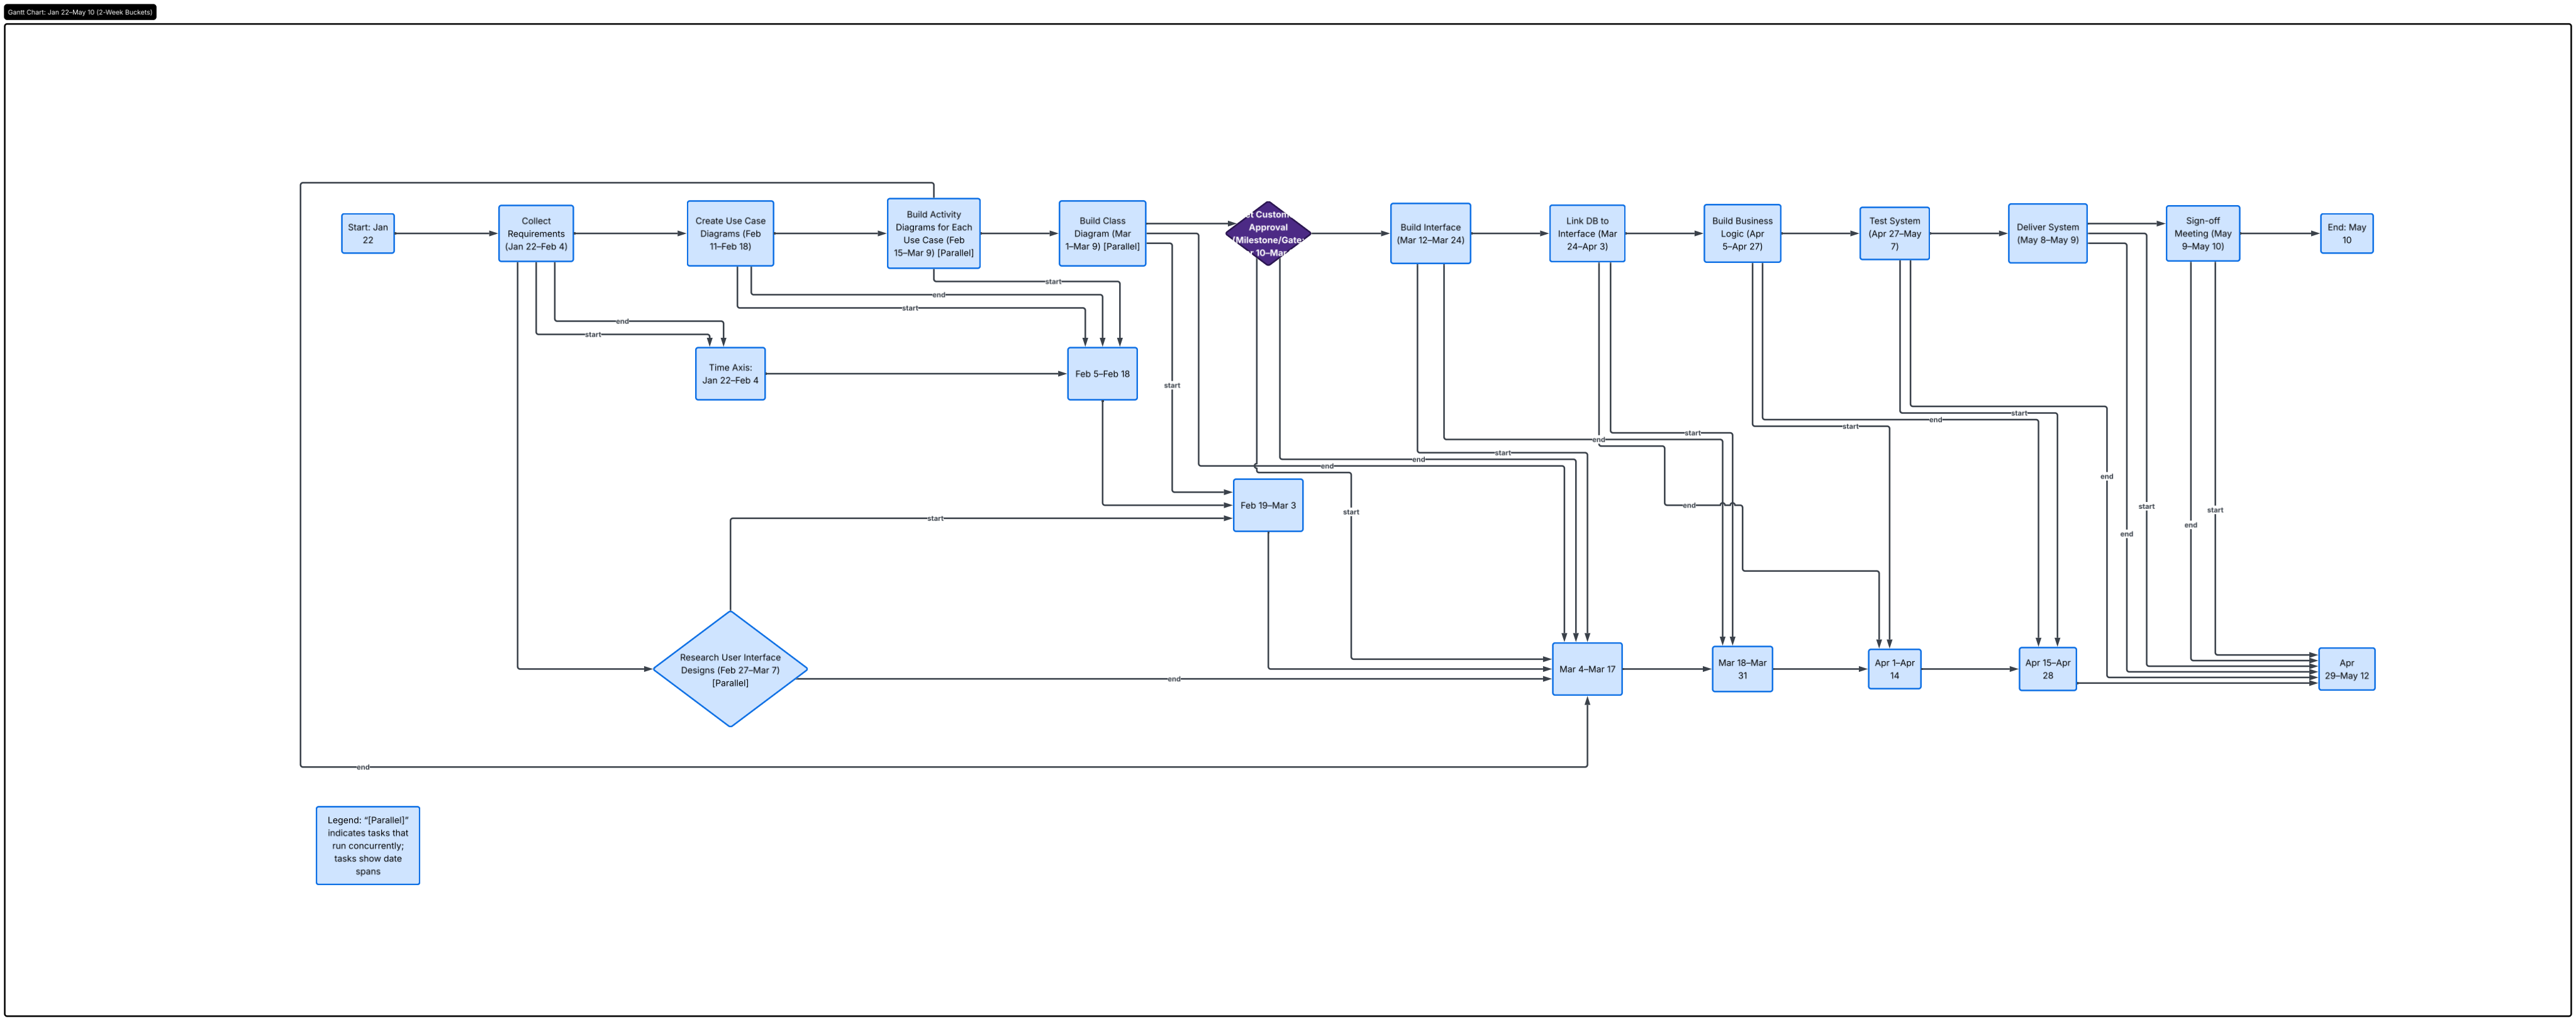 Gantt Chart: Jan 22–May 10 (2-Week Buckets)
Start: Jan
22
Collect
Requirements
(Jan 22–Feb 4)
Create Use Case
Diagrams (Feb
11–Feb 18)
Build Activity
Diagrams for Each
Use Case (Feb
15–Mar 9) [Parallel]
Build Class
Diagram (Mar
1–Mar 9) [Parallel]
Approval
(Milestone/Gate
10–Mar
Build Interface
(Mar 12–Mar 24)
Link DB to
Interface (Mar
24–Apr 3)
Build Business
Logic (Apr
5–Apr 27)
Test System
(Apr 27–May
7)
Deliver System
(May 8–May 9)
Sign-off
Meeting (May
9–May 10)
End: May
10
start
end
start
end
start
Time Axis:
Jan 22–Feb 4
Feb 5–Feb 18
start
start
end
start
end
start
end
end
start
end
start
Feb 19–Mar 3
start
end
end
start
end
start
end
start
Research User Interface
Designs (Feb 27–Mar 7)
[Parallel]
end
Mar 4–Mar 17
Mar 18–Mar
31
Apr 1–Apr
14
Apr 15–Apr
28
Apr
29–May 12
end
Legend: “[Parallel]”
indicates tasks that
run concurrently;
tasks show date
spans